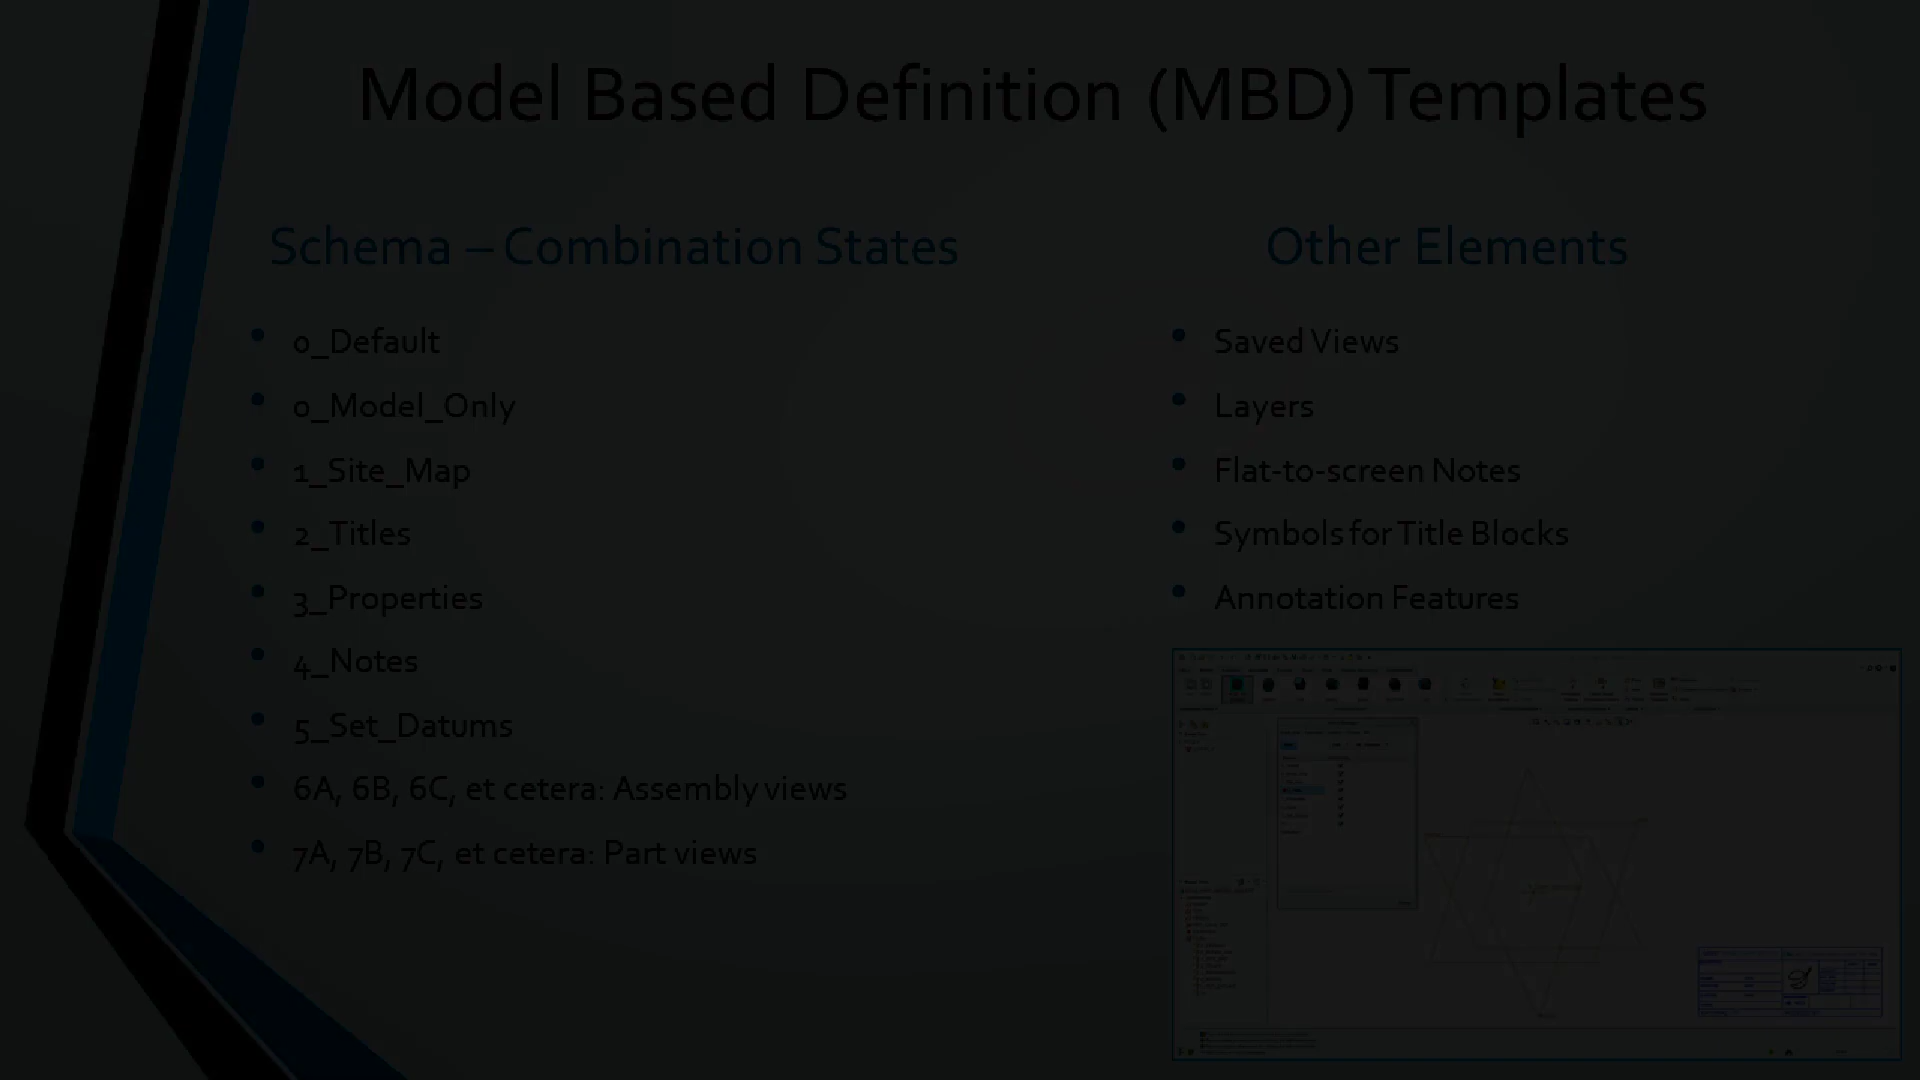 Model Based Definition (MBD) Templates
Schema – Combination States
0_Default
0_Model_Only
1_Site_Map
2_Titles
3_Properties
4_Notes
5_Set_Datums
6A, 6B, 6C, et cetera: Assembly views
7A, 7B, 7C, et cetera: Part views
Other Elements
Saved Views
Layers
Flat-to-screen Notes
Symbols for Title Blocks
Annotation Features